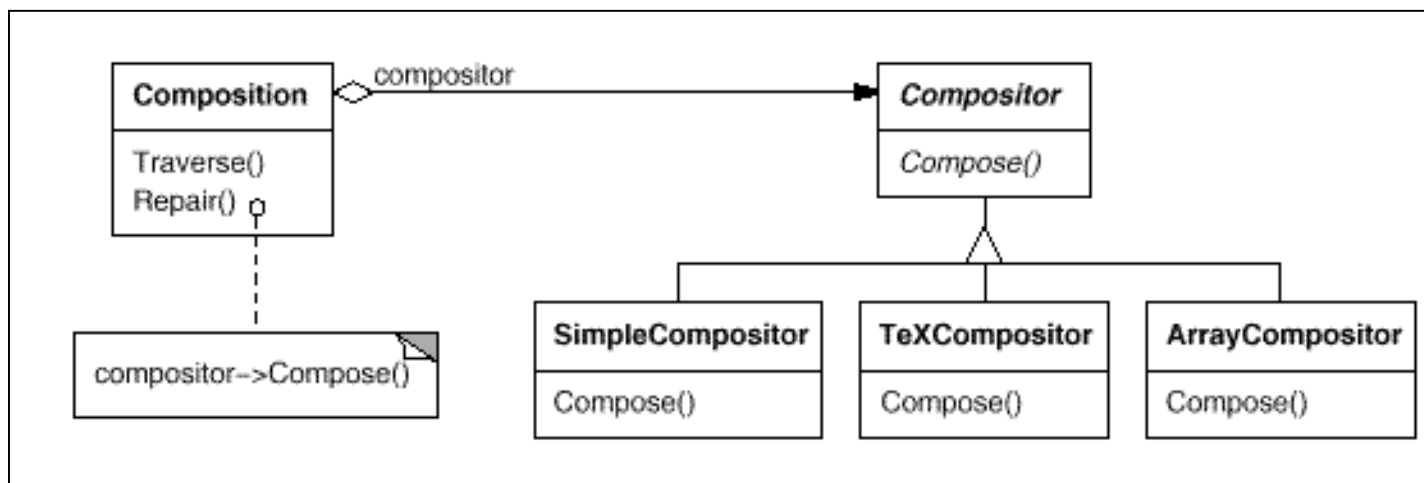 Composition
Traverse()
Repair()
compositor
Compositor
Compose()
compositor–>Compose()
SimpleCompositor
Compose()
TeXCompositor
Compose()
ArrayCompositor
Compose()